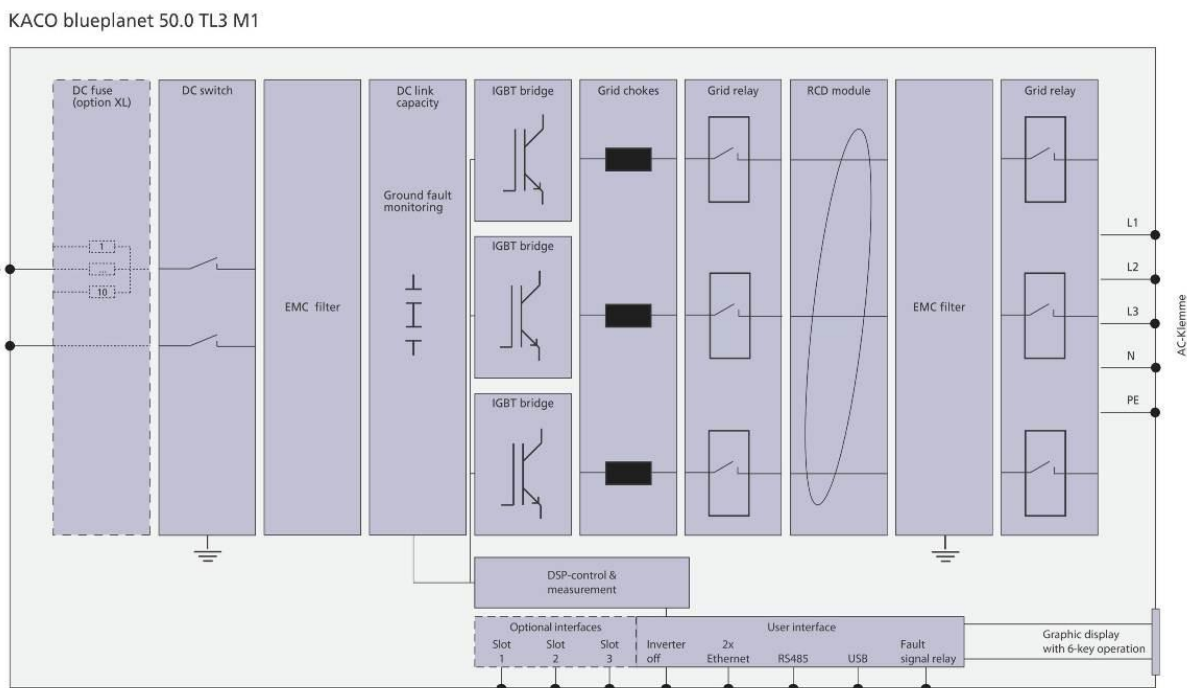 KACO blueplanet 50.0 TL3 M1
DC fuse
(option XL)
DC switch
DC link
capacity
IGBT bridge
Grid chokes
Grid relay
RCD module
Grid relay
Ground fault
monitoring
1
...
10
EMC filter
IGBT bridge
EMC filter
IGBT bridge
L1
L2
L3
N
PE
AC-Klemme
DSP-control &
measurement
Optional interfaces
Slot
1
Slot
2
Slot
3
User interface
Inverter
off
2x
Ethernet
RS485
USB
Fault
signal relay
Graphic display
with 6-key operation